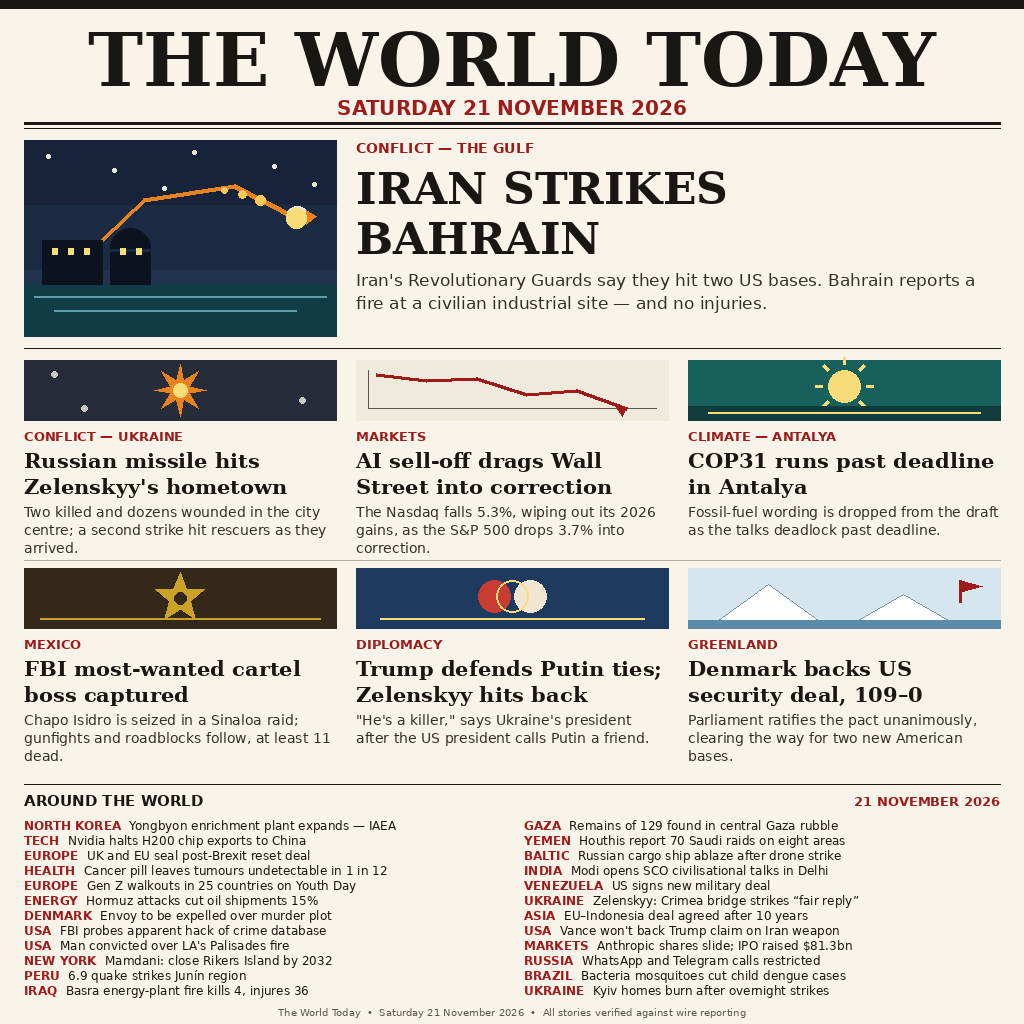 THE WORLD TODAY
SATURDAY 21 NOVEMBER 2026
CONFLICT — THE GULF
IRAN STRIKES
BAHRAIN
Iran's Revolutionary Guards say they hit two US bases. Bahrain reports a
fire at a civilian industrial site — and no injuries.
CONFLICT — UKRAINE
Russian missile hits
Zelenskyy's hometown
Two killed and dozens wounded in the city
centre; a second strike hit rescuers as they
arrived.
MARKETS
AI sell-off drags Wall
Street into correction
The Nasdaq falls 5.3%, wiping out its 2026
gains, as the S&P 500 drops 3.7% into
correction.
CLIMATE — ANTALYA
COP31 runs past deadline
in Antalya
Fossil-fuel wording is dropped from the draft
as the talks deadlock past deadline.
MEXICO
FBI most-wanted cartel
boss captured
Chapo Isidro is seized in a Sinaloa raid;
gunfights and roadblocks follow, at least 11
dead.
DIPLOMACY
Trump defends Putin ties;
Zelenskyy hits back
"He's a killer," says Ukraine's president
after the US president calls Putin a friend.
GREENLAND
Denmark backs US
security deal, 109–0
Parliament ratifies the pact unanimously,
clearing the way for two new American
bases.
AROUND THE WORLD
21 NOVEMBER 2026
NORTH KOREA Yongbyon enrichment plant expands — IAEA
TECH Nvidia halts H200 chip exports to China
EUROPE UK and EU seal post-Brexit reset deal
HEALTH Cancer pill leaves tumours undetectable in 1 in 12
EUROPE Gen Z walkouts in 25 countries on Youth Day
ENERGY Hormuz attacks cut oil shipments 15%
DENMARK Envoy to be expelled over murder plot
USA FBI probes apparent hack of crime database
USA Man convicted over LA's Palisades fire
NEW YORK Mamdani: close Rikers Island by 2032
PERU 6.9 quake strikes Junín region
IRAQ Basra energy-plant fire kills 4, injures 36
GAZA Remains of 129 found in central Gaza rubble
YEMEN Houthis report 70 Saudi raids on eight areas
BALTIC Russian cargo ship ablaze after drone strike
INDIA Modi opens SCO civilisational talks in Delhi
VENEZUELA US signs new military deal
UKRAINE Zelenskyy: Crimea bridge strikes “fair reply”
ASIA EU–Indonesia deal agreed after 10 years
USA Vance won't back Trump claim on Iran weapon
MARKETS Anthropic shares slide; IPO raised $81.3bn
RUSSIA WhatsApp and Telegram calls restricted
BRAZIL Bacteria mosquitoes cut child dengue cases
UKRAINE Kyiv homes burn after overnight strikes
The World Today • Saturday 21 November 2026 • All stories verified against wire reporting